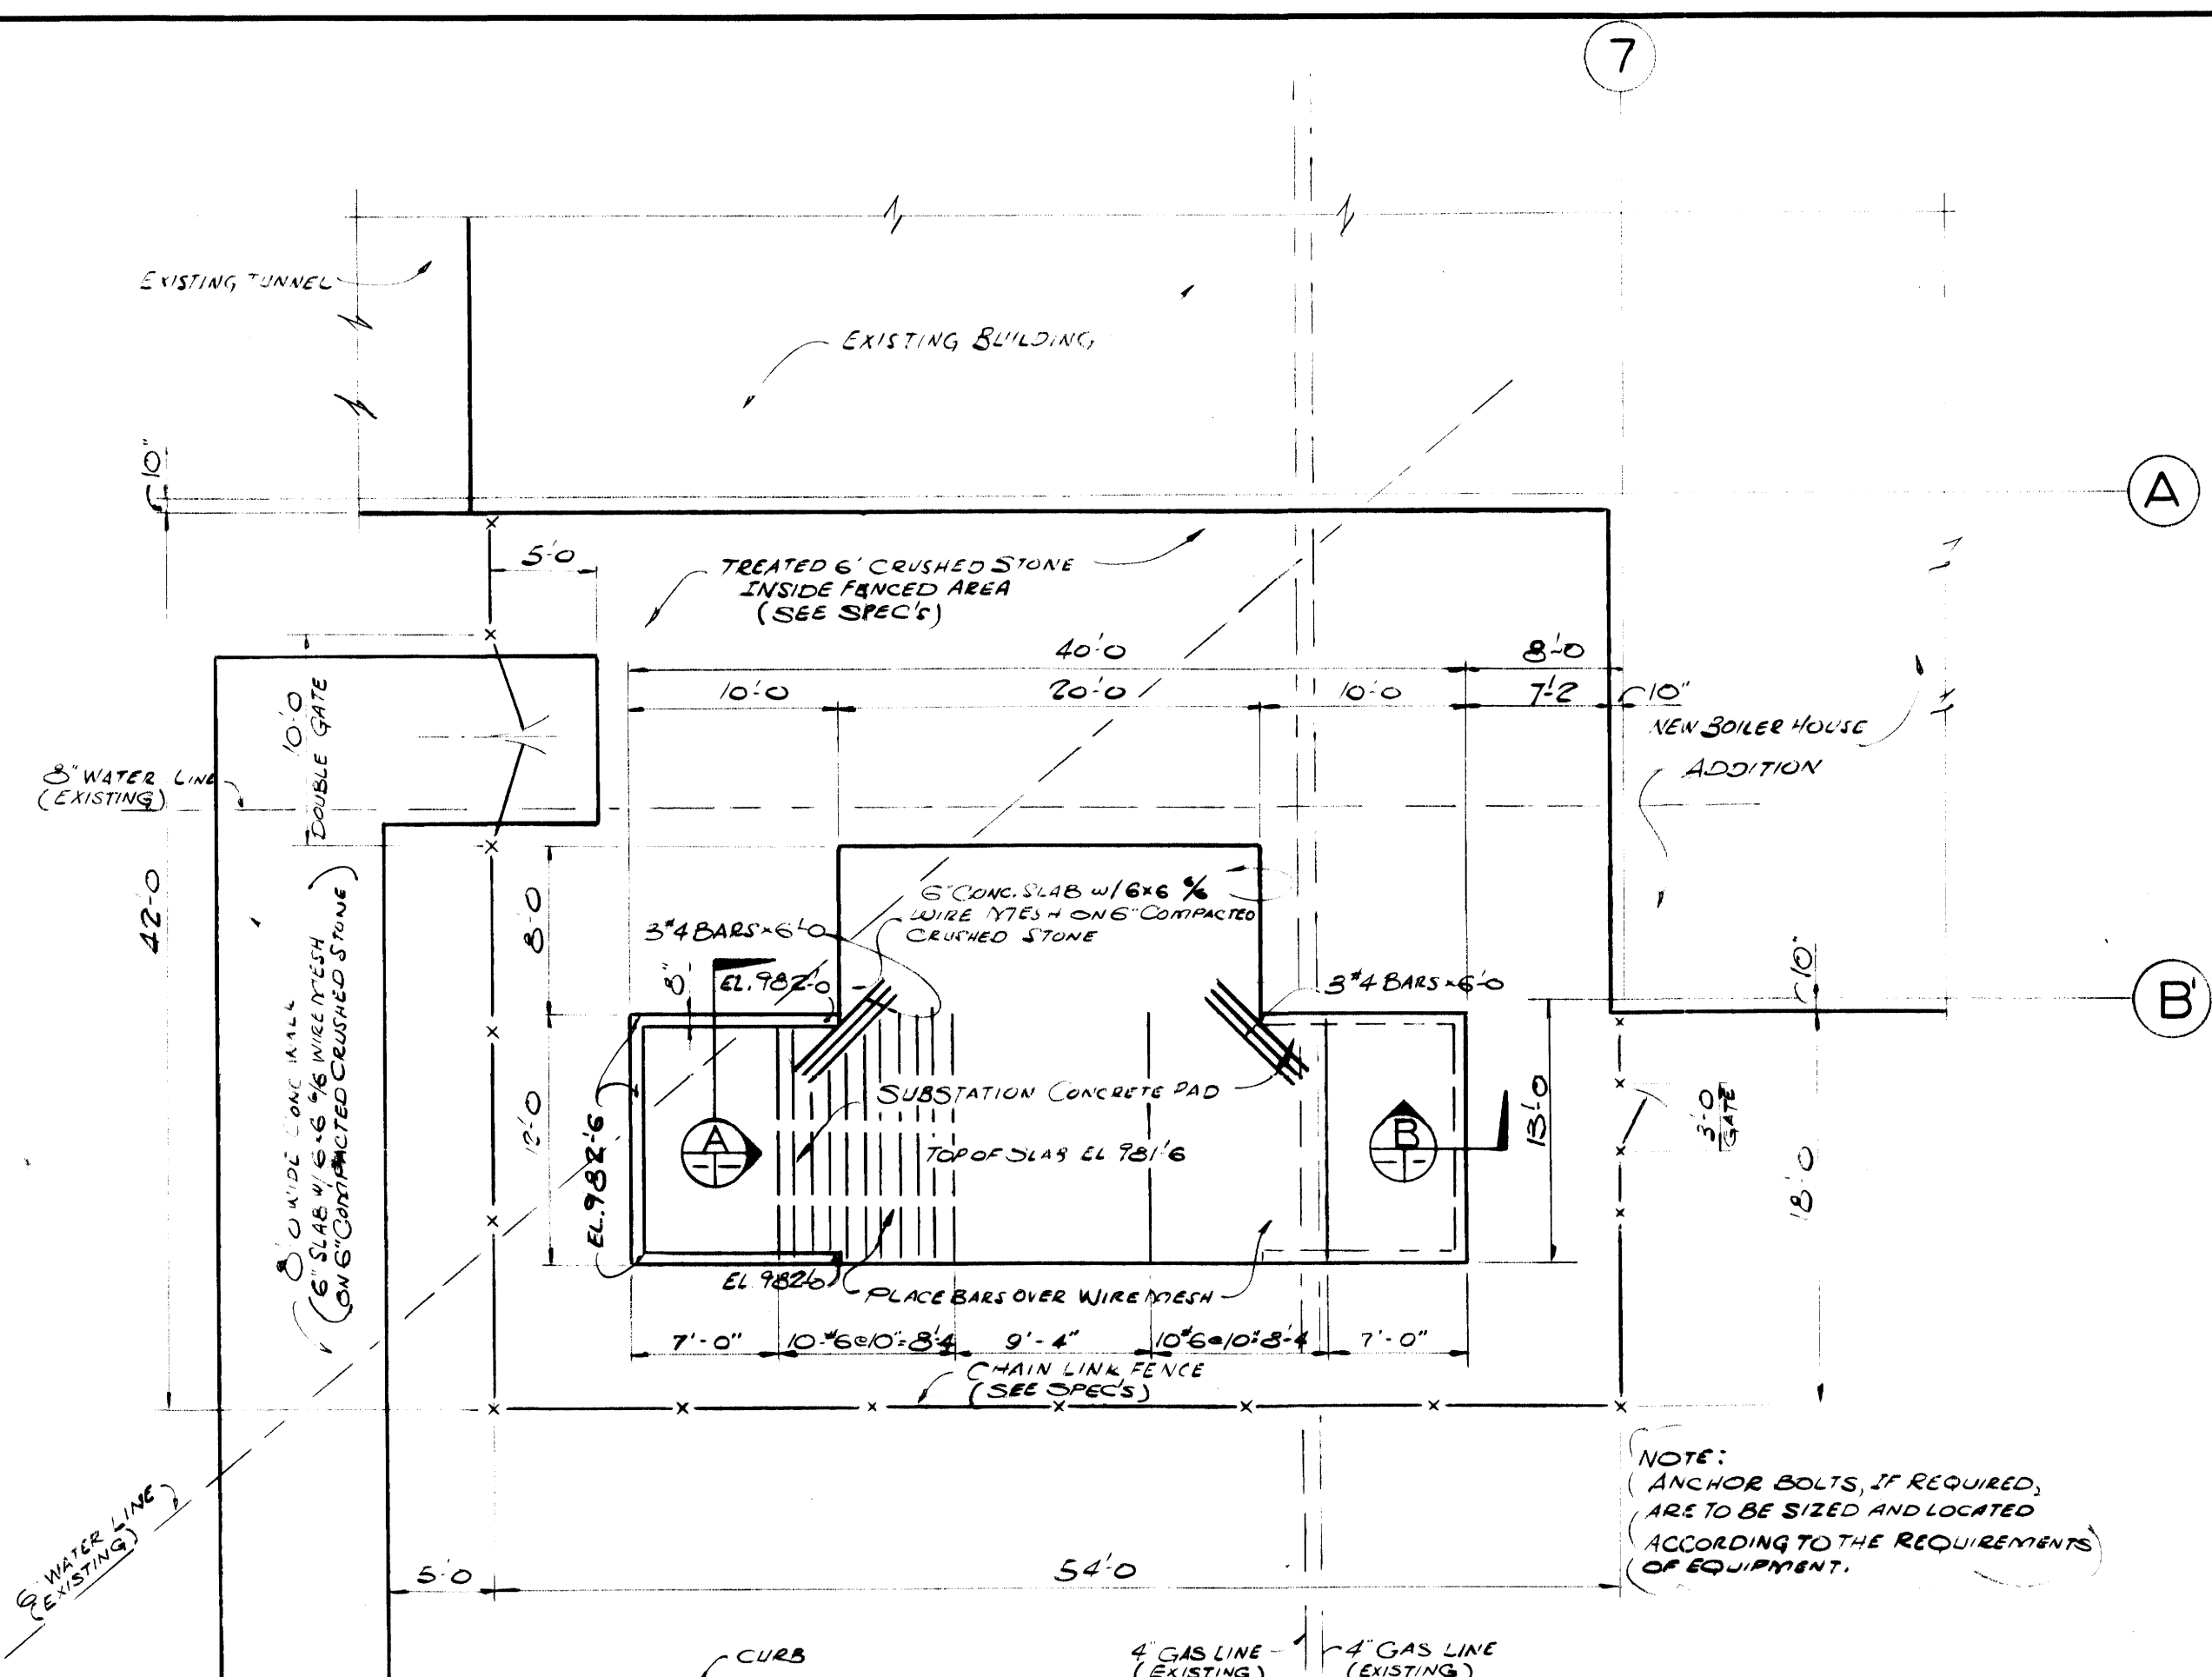 7
EXISTING TUNNEL
EXISTING BUILDING
10"
A
5'-0
TREATED 6" CRUSHED STONE
INSIDE FENCED AREA
(SEE SPEC'S)
40'-0
8'-0
10'-0
20'-0
10'-0
7'-2
10"
NEW BOILER HOUSE
ADDITION
10'-0
DOUBLE GATE
8" WATER LINE
(EXISTING)
42'-0
8'-0
6" CONC. SLAB W/ 6x6 6/6
WIRE MESH ON 6" COMPACTED
CRUSHED STONE
3#4 BARS x 6'-0
8"
EL. 982'-0
3#4 BARS x 6'-0
10"
B'
8'-0 WIDE CONC WALK
(6" SLAB W/ 6x6 6/6 WIRE MESH
ON 6" COMPACTED CRUSHED STONE)
12'-0
EL. 982'-6
SUBSTATION CONCRETE PAD
A
TOP OF SLAB EL 981'-6
B
13'-0
3'-0
GATE
18'-0
EL. 982'-0
PLACE BARS OVER WIRE MESH
7'-0"
10-#6@10"=8'-4
9'-4"
10#6@10"=8'-4
7'-0"
CHAIN LINK FENCE
(SEE SPEC'S)
NOTE:
ANCHOR BOLTS, IF REQUIRED,
ARE TO BE SIZED AND LOCATED
ACCORDING TO THE REQUIREMENTS
OF EQUIPMENT.
6" WATER LINE
(EXISTING)
5'-0
54'-0
CURB
4" GAS LINE
(EXISTING)
4" GAS LINE
(EXISTING)